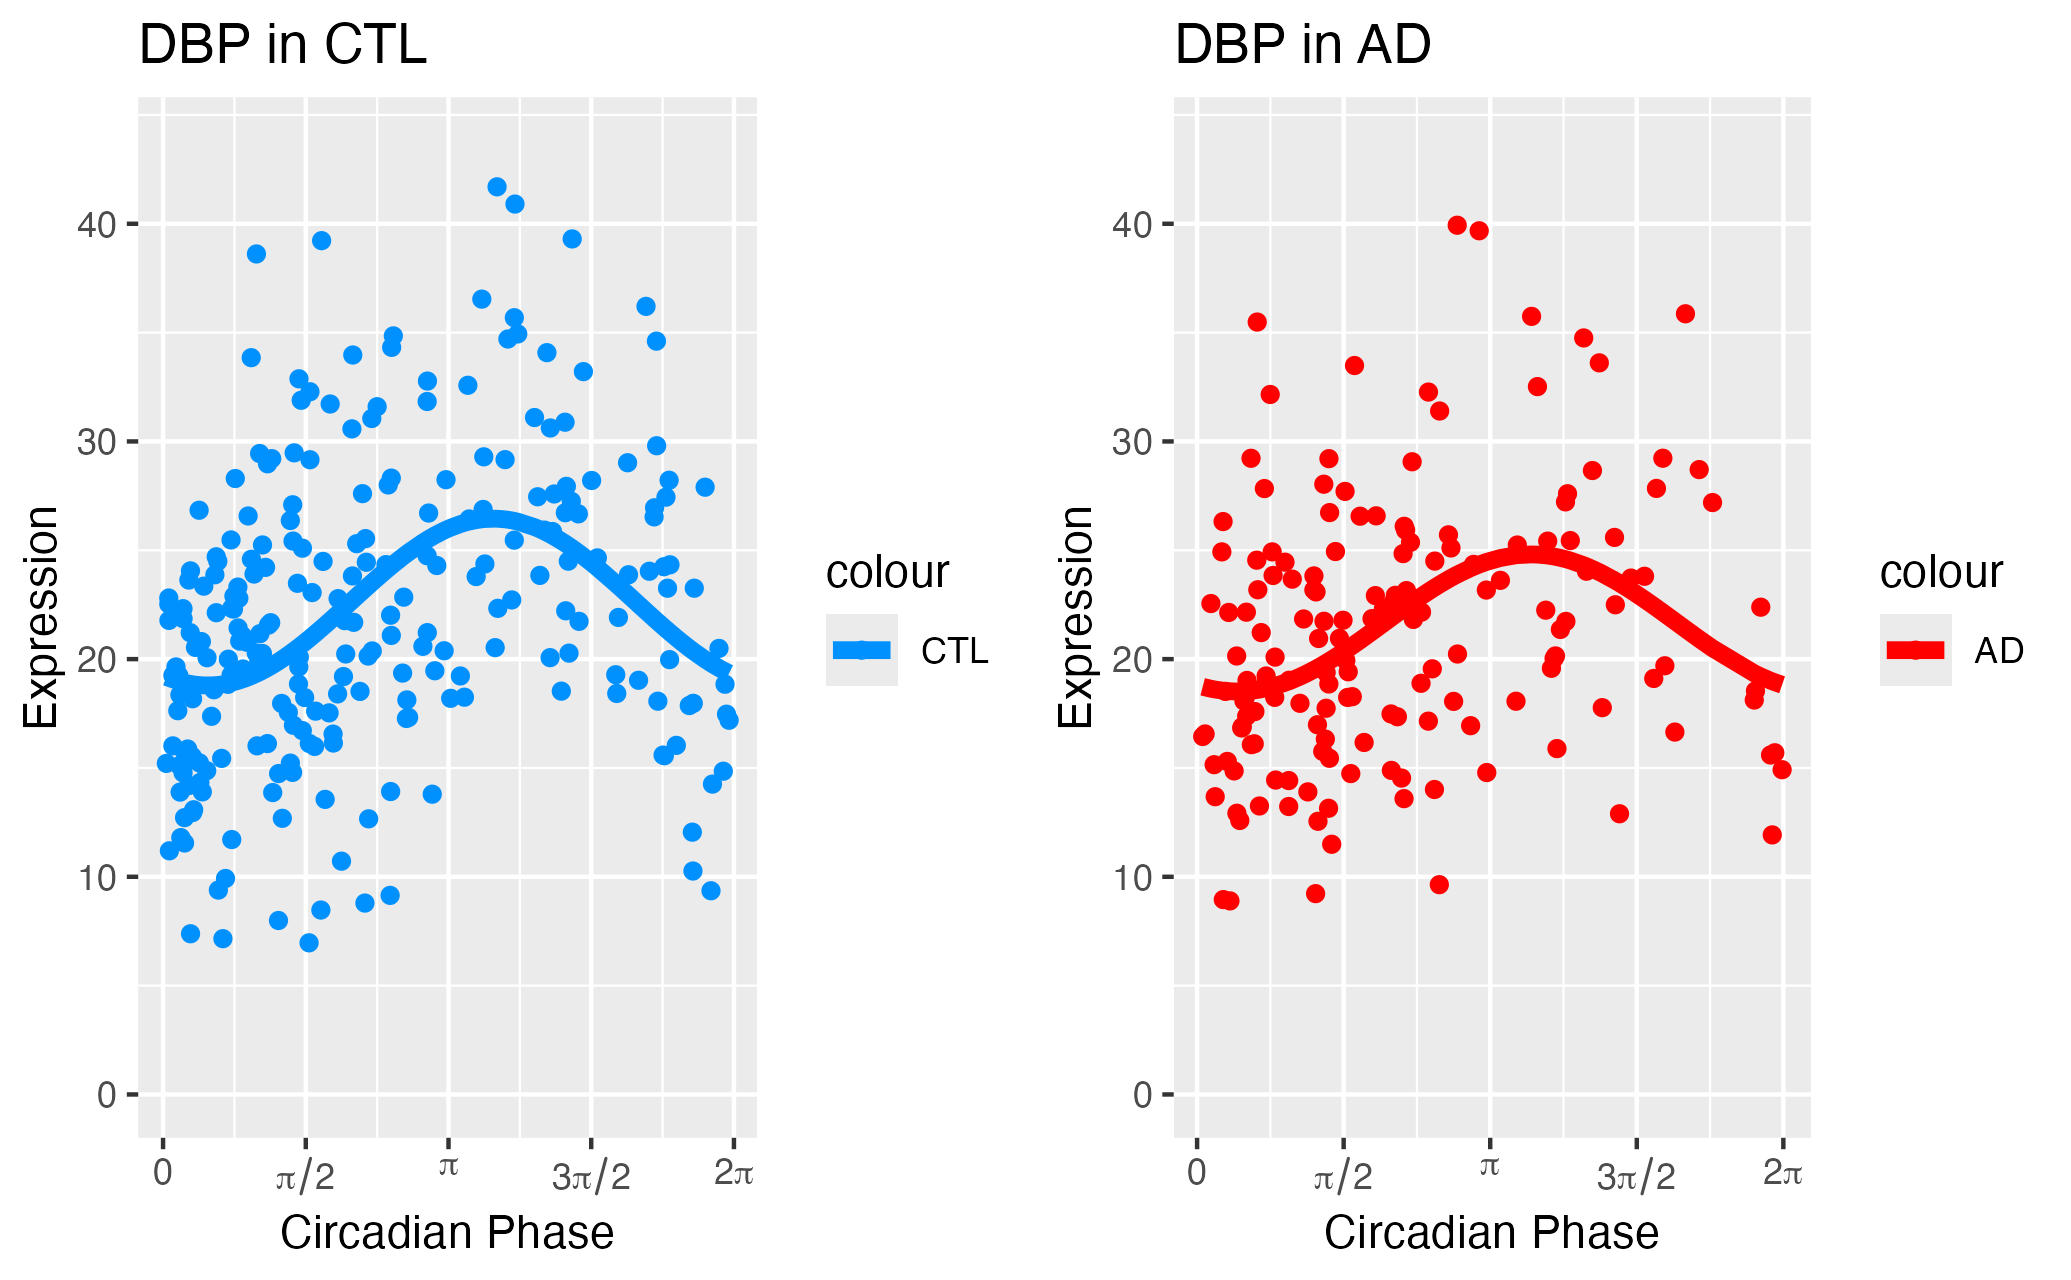 DBP in CTL
Expression
40
30
20
10
0
0 π/2 π 3π/2 2π
Circadian Phase
colour
CTL
DBP in AD
Expression
40
30
20
10
0
0 π/2 π 3π/2 2π
Circadian Phase
colour
AD